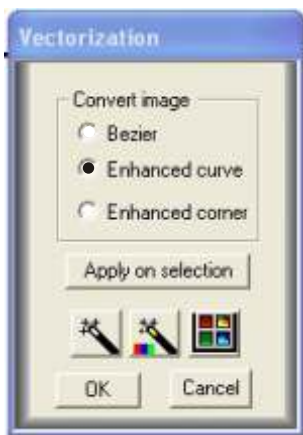 Vectorization
Convert image
Bezier
Enhanced curve
Enhanced corner
Apply on selection
OK Cancel